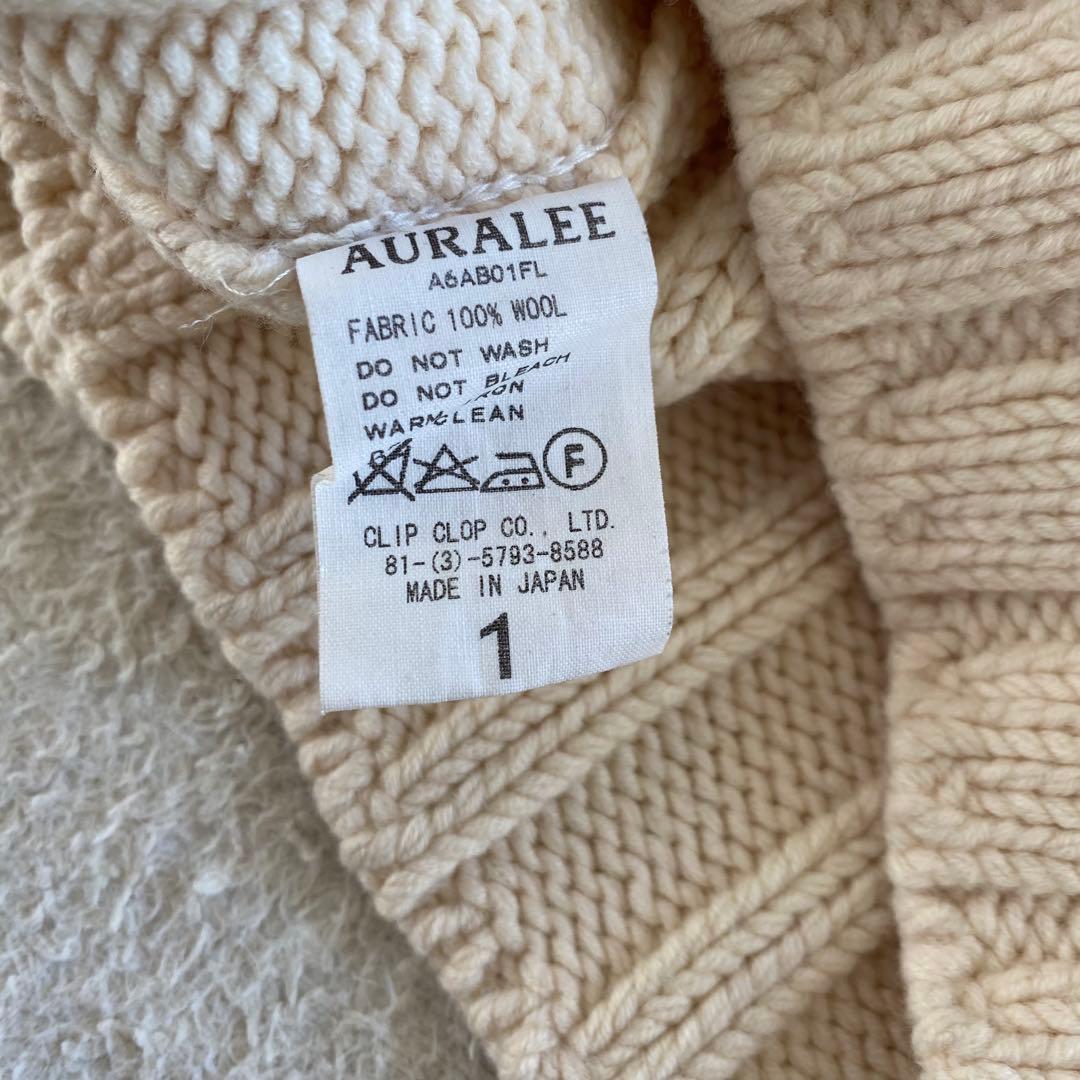 AURALEE
A6AB01FL
FABRIC 100% WOOL
DO NOT WASH
DO NOT BLEACH
WARM
CLEAN
F
CLIP CLOP CO., LTD.
81-(3)-5793-8588
MADE IN JAPAN
1